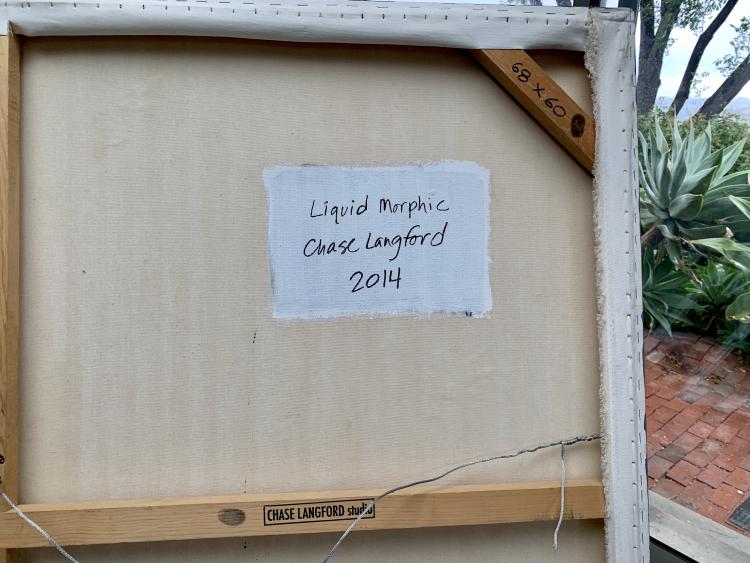 68 x 60
Liquid Morphic
Chase Langford
2014
CHASE LANGFORD studio